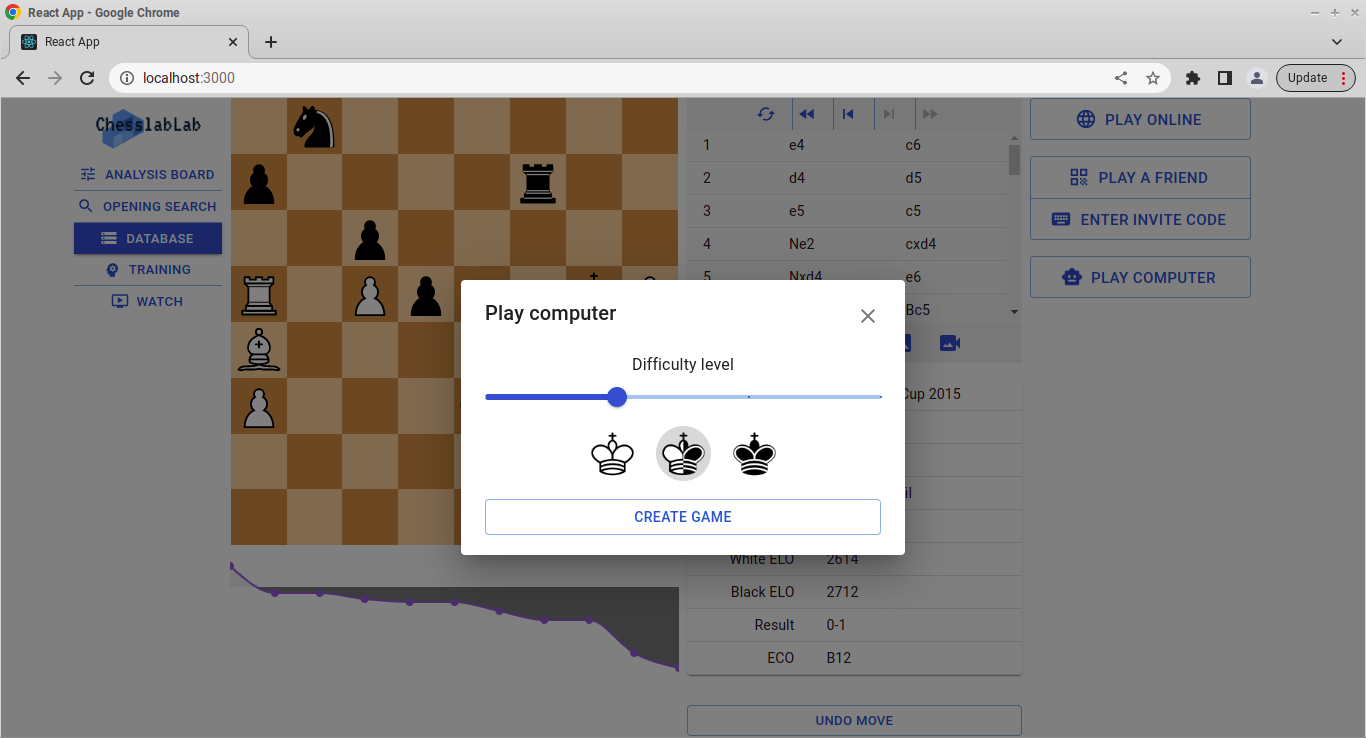 React App - Google Chrome
React App
localhost:3000
Update
ChesslabLab
ANALYSIS BOARD
OPENING SEARCH
DATABASE
TRAINING
WATCH
1 e4 c6
2 d4 d5
3 e5 c5
4 Ne2 cxd4
5 Nxd4 e6
Bc5
Cup 2015
il
White ELO 2614
Black ELO 2712
Result 0-1
ECO B12
UNDO MOVE
PLAY ONLINE
PLAY A FRIEND
ENTER INVITE CODE
PLAY COMPUTER
Play computer
Difficulty level
CREATE GAME